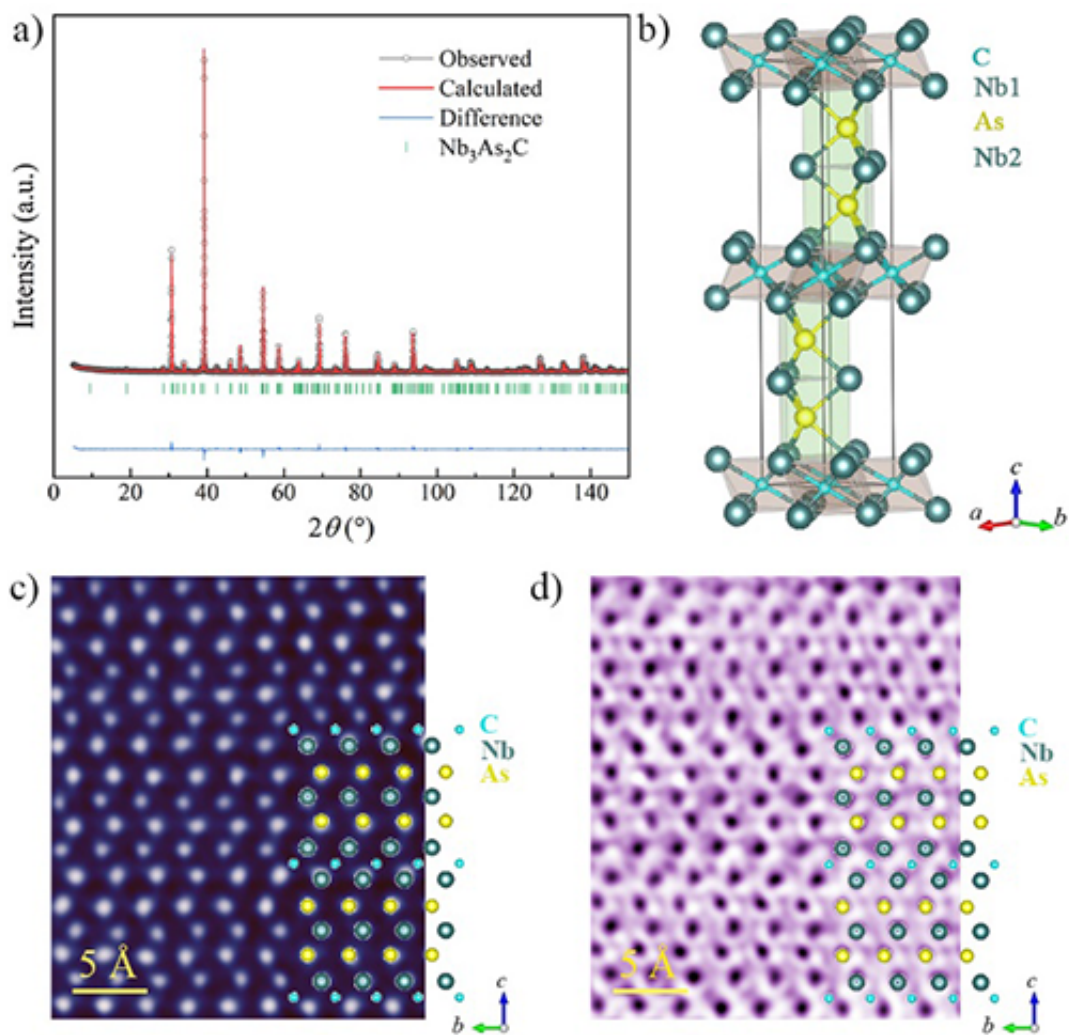 a)
Intensity (a.u.)
Observed
Calculated
Difference
Nb₃As₂C
0 20 40 60 80 100 120 140
2θ (°)
b)
C
Nb1
As
Nb2
c
a
b
c)
C
Nb
As
5 Å
c
b
d)
C
Nb
As
5 Å
c
b